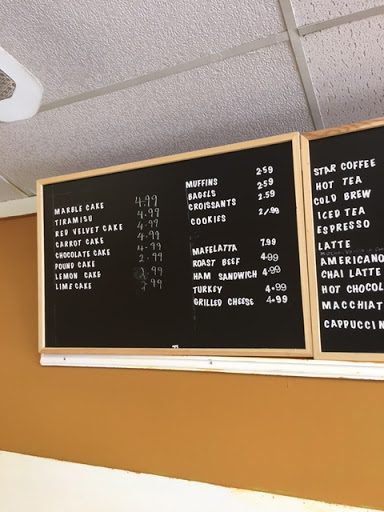 MARBLE CAKE 4.99
TIRAMISU 4.99
RED VELVET CAKE 4.99
CARROT CAKE 4.99
CHOCOLATE CAKE 4.99
POUND CAKE 2.99
LEMON CAKE 2.99
LIME CAKE .99
MUFFINS 2.59
BAGELS 2.59
CROISSANTS 2.59
COOKIES 2/.99
MAFELATTA 7.99
ROAST BEEF 4.99
HAM SANDWICH 4.99
TURKEY 4.99
GRILLED CHEESE 4.99
STAR COFFEE
HOT TEA
COLD BREW
ICED TEA
ESPRESSO
LATTE
AMERICANO
CHAI LATTE
HOT CHOCOL
MACCHIAT
CAPPUCCIN